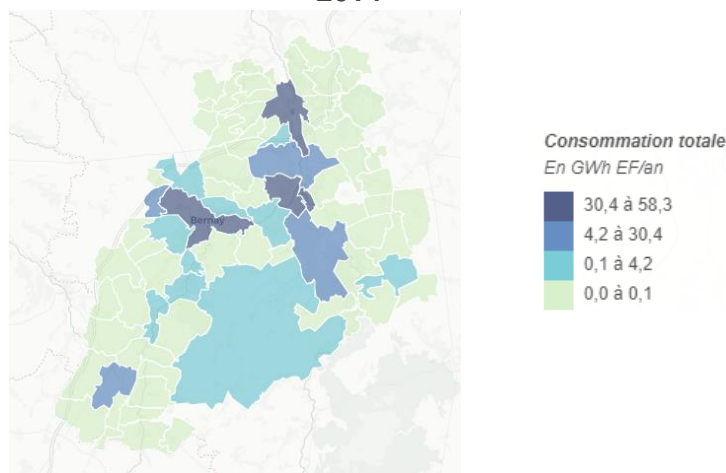 Bernay
Consommation totale
En GWh EF/an
30,4 à 58,3
4,2 à 30,4
0,1 à 4,2
0,0 à 0,1